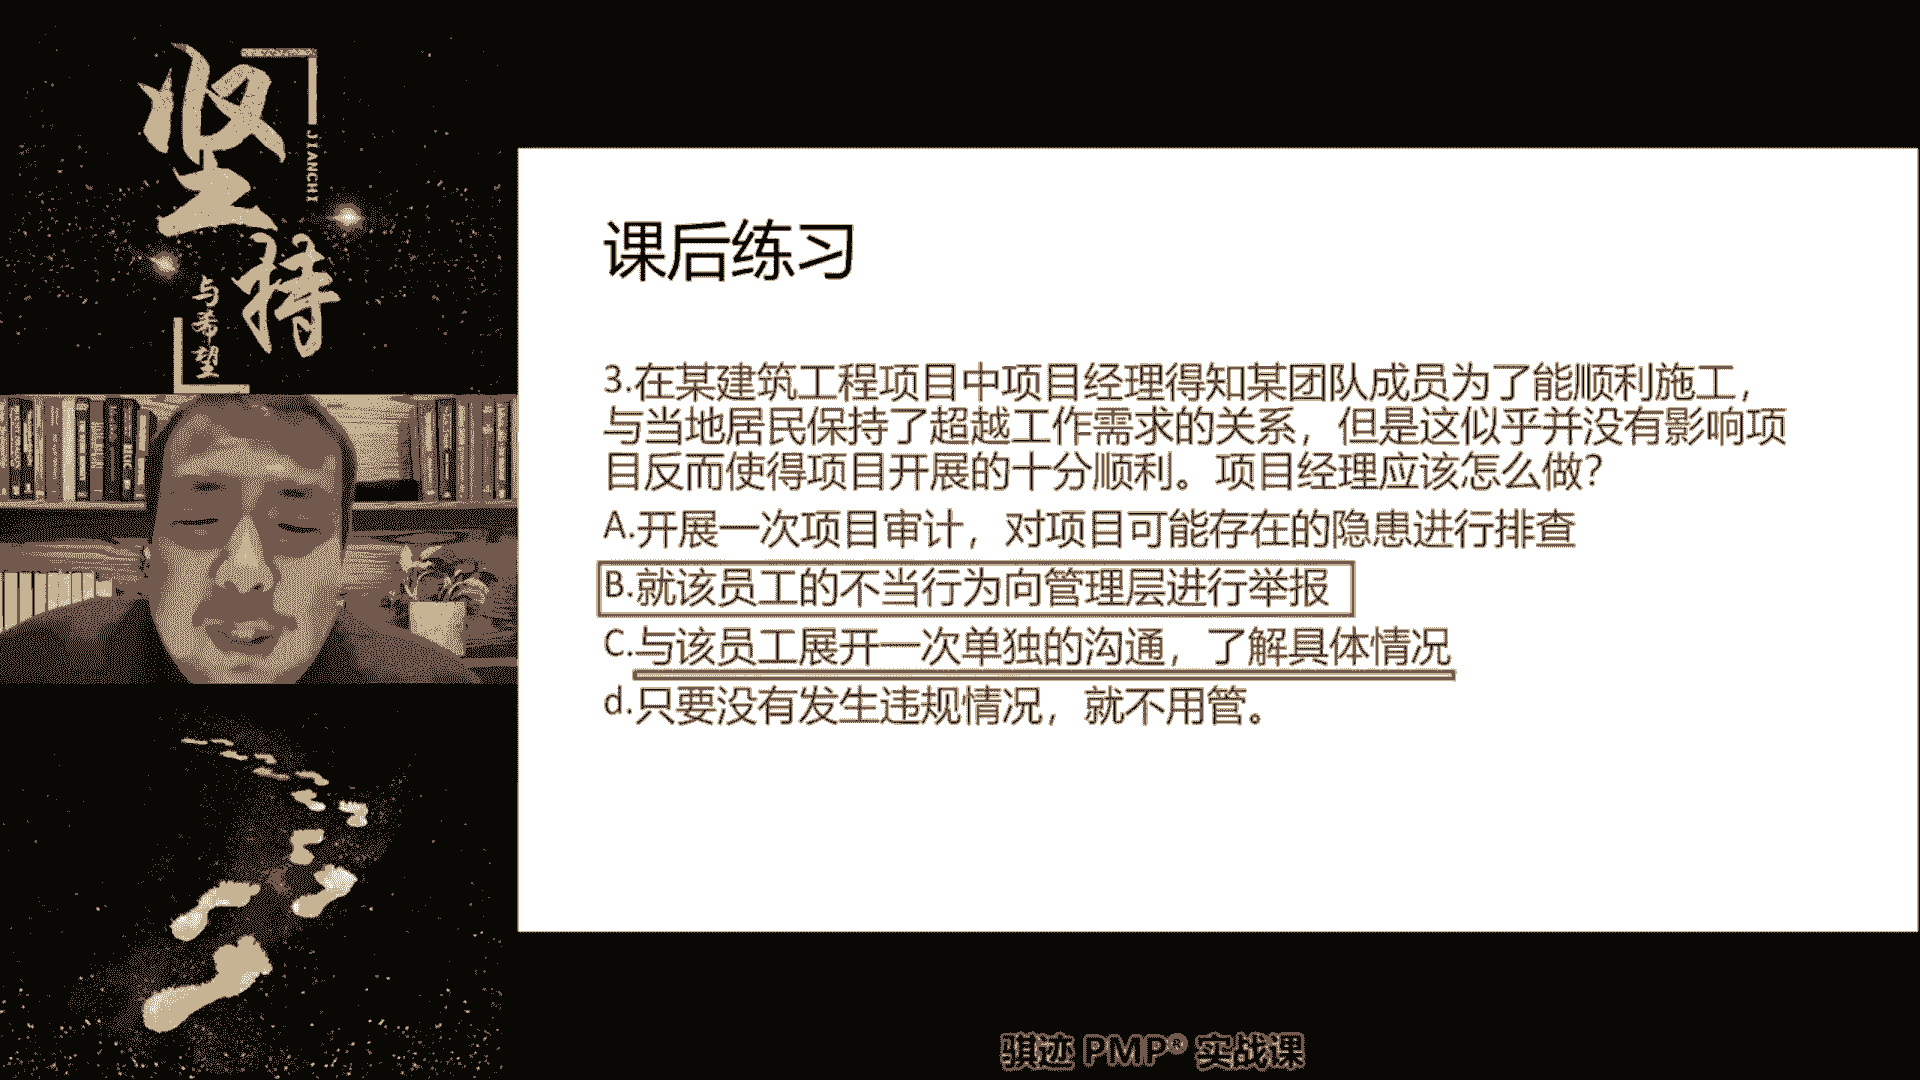 坚持
JIANCHI
与希望
课后练习
3.在某建筑工程项目中项目经理得知某团队成员为了能顺利施工，
与当地居民保持了超越工作需求的关系，但是这似乎并没有影响项
目反而使得项目开展的十分顺利。项目经理应该怎么做？
A.开展一次项目审计，对项目可能存在的隐患进行排查
B.就该员工的不当行为向管理层进行举报
C.与该员工展开一次单独的沟通，了解具体情况
d.只要没有发生违规情况，就不用管。
骐迹 PMP® 实战课